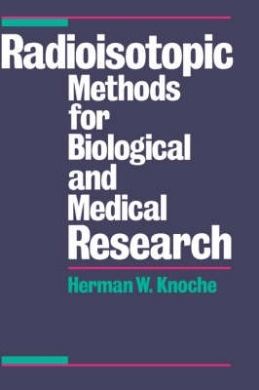 Radioisotopic
Methods
for
Biological
and
Medical
Research
Herman W. Knoche